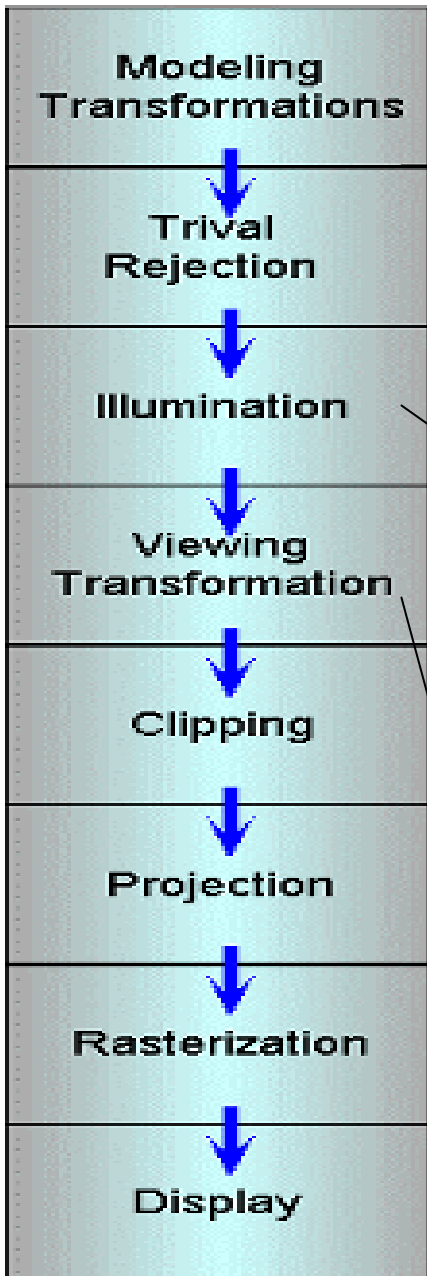 Modeling
Transformations
Trival
Rejection
Illumination
Viewing
Transformation
Clipping
Projection
Rasterization
Display